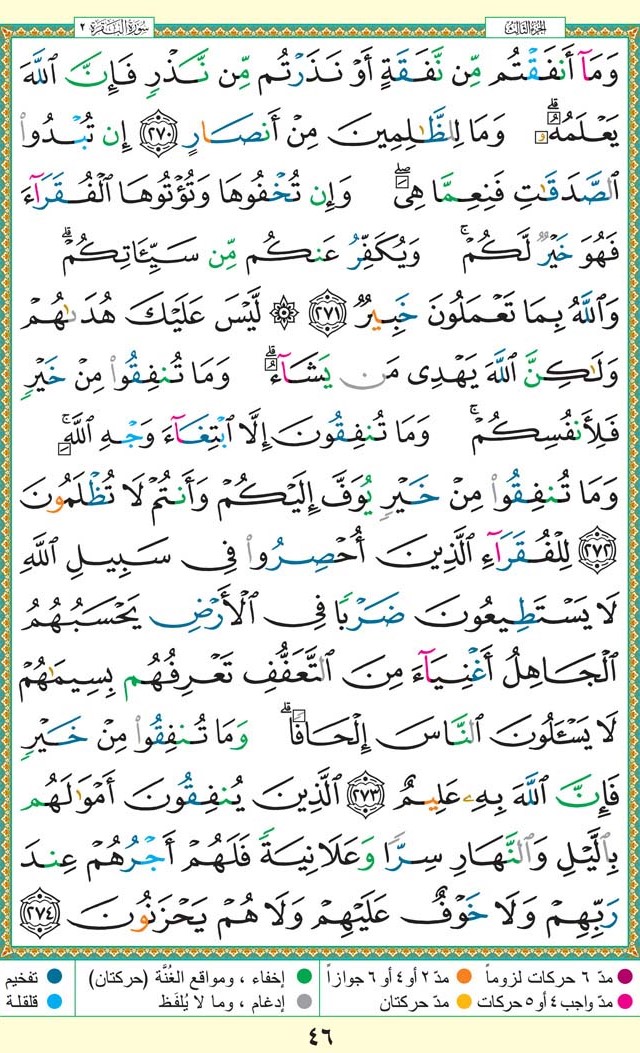 الجزء الثالث
سورة البقرة ٢
وَمَآ أَنفَقْتُم مِّن نَّفَقَةٍ أَوْ نَذَرْتُم مِّن نَّذْرٍ فَإِنَّ ٱللَّهَ
يَعْلَمُهُۥ ۗ وَمَا لِلظَّٰلِمِينَ مِنْ أَنصَارٍ ٢٧٠ إِن تُبْدُوا۟
ٱلصَّدَقَٰتِ فَنِعِمَّا هِىَ ۖ وَإِن تُخْفُوهَا وَتُؤْتُوهَا ٱلْفُقَرَآءَ
فَهُوَ خَيْرٌ لَّكُمْ ۚ وَيُكَفِّرُ عَنكُم مِّن سَيِّـَٔاتِكُمْ ۗ
وَٱللَّهُ بِمَا تَعْمَلُونَ خَبِيرٌ ٢٧١ ۞ لَّيْسَ عَلَيْكَ هُدَىٰهُمْ
وَلَٰكِنَّ ٱللَّهَ يَهْدِى مَن يَشَآءُ ۗ وَمَا تُنفِقُوا۟ مِنْ خَيْرٍ
فَلِأَنفُسِكُمْ ۚ وَمَا تُنفِقُونَ إِلَّا ٱبْتِغَآءَ وَجْهِ ٱللَّهِ ۚ
وَمَا تُنفِقُوا۟ مِنْ خَيْرٍ يُوَفَّ إِلَيْكُمْ وَأَنتُمْ لَا تُظْلَمُونَ
٢٧٢ لِلْفُقَرَآءِ ٱلَّذِينَ أُحْصِرُوا۟ فِى سَبِيلِ ٱللَّهِ
لَا يَسْتَطِيعُونَ ضَرْبًا فِى ٱلْأَرْضِ يَحْسَبُهُمُ
ٱلْجَاهِلُ أَغْنِيَآءَ مِنَ ٱلتَّعَفُّفِ تَعْرِفُهُم بِسِيمَٰهُمْ
لَا يَسْـَٔلُونَ ٱلنَّاسَ إِلْحَافًا ۗ وَمَا تُنفِقُوا۟ مِنْ خَيْرٍ
فَإِنَّ ٱللَّهَ بِهِۦ عَلِيمٌ ٢٧٣ ٱلَّذِينَ يُنفِقُونَ أَمْوَٰلَهُم
بِٱلَّيْلِ وَٱلنَّهَارِ سِرًّا وَعَلَانِيَةً فَلَهُمْ أَجْرُهُمْ عِندَ
رَبِّهِمْ وَلَا خَوْفٌ عَلَيْهِمْ وَلَا هُمْ يَحْزَنُونَ ٢٧٤
مدّ ٦ حركات لزوماً مدّ ٢ أو ٤ أو ٦ جوازاً إخفاء ، ومواقع الغُنَّة (حركتان) تفخيم
مدّ واجب ٤ أو ٥ حركات مدّ حركتان إدغام ، وما لا يُلفَظ قلقلة
٤٦